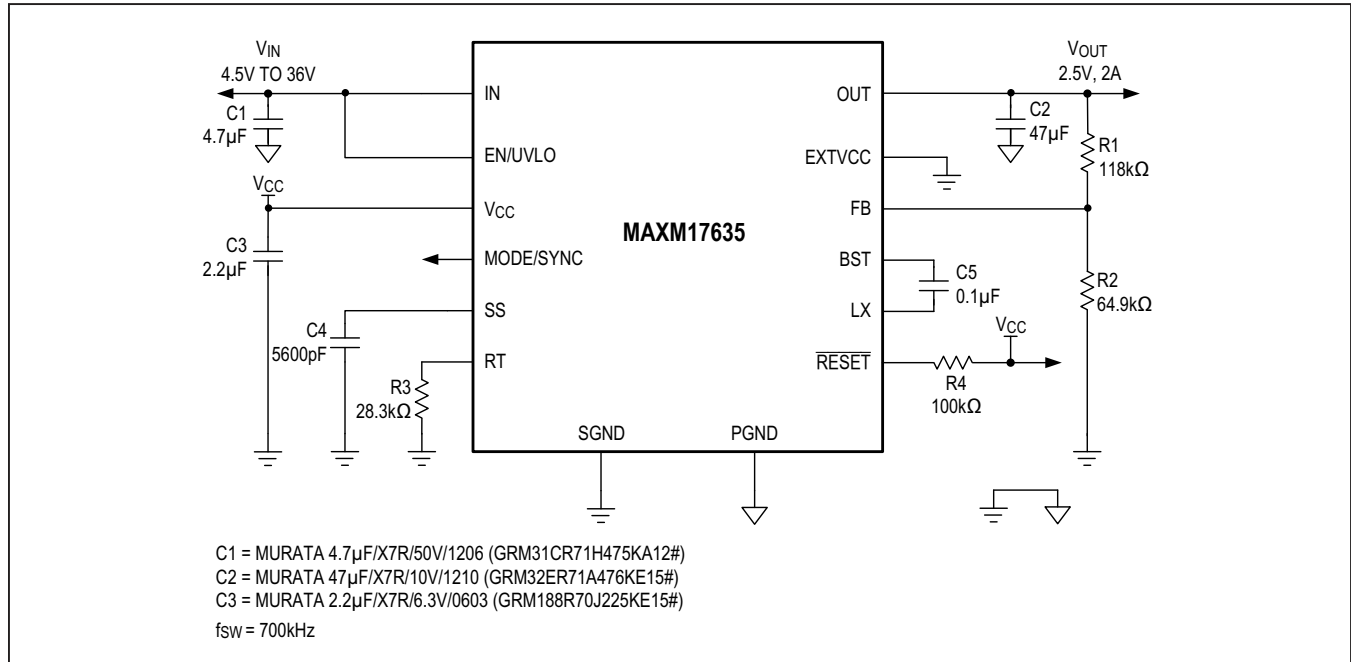 VIN
4.5V TO 36V
C1
4.7µF
IN
EN/UVLO
VCC
VCC
C3
2.2µF
MODE/SYNC
SS
C4
5600pF
RT
R3
28.3kΩ
MAXM17635
SGND
PGND
OUT
EXTVCC
FB
BST
LX
RESET
VOUT
2.5V, 2A
C2
47µF
R1
118kΩ
C5
0.1µF
R2
64.9kΩ
VCC
R4
100kΩ
C1 = MURATA 4.7µF/X7R/50V/1206 (GRM31CR71H475KA12#)
C2 = MURATA 47µF/X7R/10V/1210 (GRM32ER71A476KE15#)
C3 = MURATA 2.2µF/X7R/6.3V/0603 (GRM188R70J225KE15#)
fSW = 700kHz